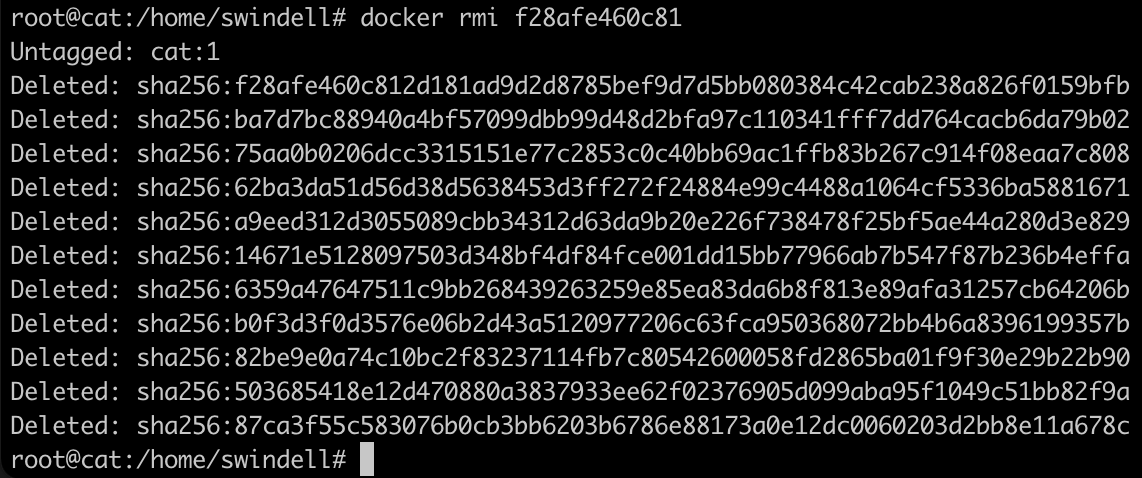 root@cat:/home/swindell# docker rmi f28afe460c81
Untagged: cat:1
Deleted: sha256:f28afe460c812d181ad9d2d8785bef9d7d5bb080384c42cab238a826f0159bfb
Deleted: sha256:ba7d7bc88940a4bf57099dbb99d48d2bfa97c110341fff7dd764cacb6da79b02
Deleted: sha256:75aa0b0206dcc3315151e77c2853c0c40bb69ac1ffb83b267c914f08eaa7c808
Deleted: sha256:62ba3da51d56d38d5638453d3ff272f24884e99c4488a1064cf5336ba5881671
Deleted: sha256:a9eed312d3055089cbb34312d63da9b20e226f738478f25bf5ae44a280d3e829
Deleted: sha256:14671e5128097503d348bf4df84fce001dd15bb77966ab7b547f87b236b4effa
Deleted: sha256:6359a47647511c9bb268439263259e85ea83da6b8f813e89afa31257cb64206b
Deleted: sha256:b0f3d3f0d3576e06b2d43a5120977206c63fca950368072bb4b6a8396199357b
Deleted: sha256:82be9e0a74c10bc2f83237114fb7c80542600058fd2865ba01f9f30e29b22b90
Deleted: sha256:503685418e12d470880a3837933ee62f02376905d099aba95f1049c51bb82f9a
Deleted: sha256:87ca3f55c583076b0cb3bb6203b6786e88173a0e12dc0060203d2bb8e11a678c
root@cat:/home/swindell#